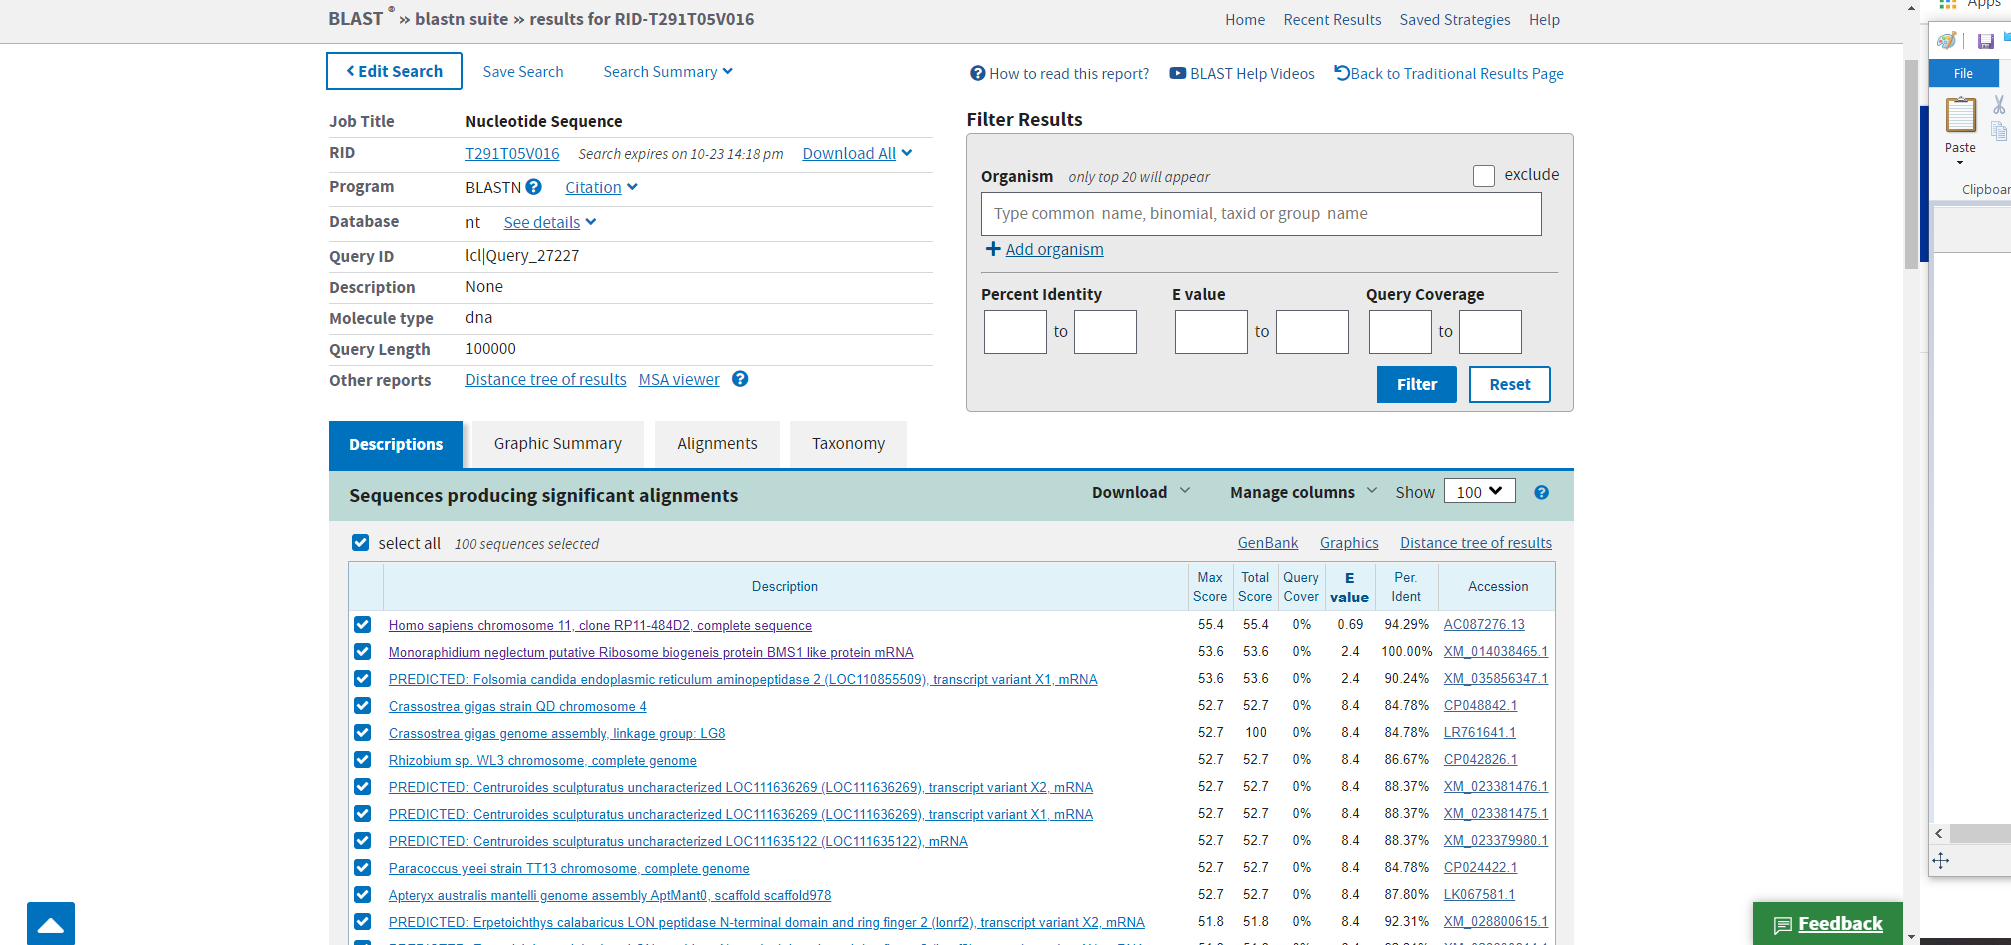 BLAST ® » blastn suite » results for RID-T291T05V016
Home Recent Results Saved Strategies Help
Apps
Edit Search Save Search Search Summary
How to read this report? BLAST Help Videos Back to Traditional Results Page
File
Paste
Job Title Nucleotide Sequence
RID T291T05V016 Search expires on 10-23 14:18 pm Download All
Program BLASTN Citation
Database nt See details
Query ID lcl|Query_27227
Description None
Molecule type dna
Query Length 100000
Other reports Distance tree of results MSA viewer
Filter Results
Organism only top 20 will appear exclude
Type common name, binomial, taxid or group name
Add organism
Percent Identity E value Query Coverage
to to to
Filter Reset
Descriptions Graphic Summary Alignments Taxonomy
Sequences producing significant alignments Download Manage columns Show 100
select all 100 sequences selected GenBank Graphics Distance tree of results
Description Max Score Total Score Query Cover E value Per. Ident Accession
Homo sapiens chromosome 11, clone RP11-484D2, complete sequence 55.4 55.4 0% 0.69 94.29% AC087276.13
Monoraphidium neglectum putative Ribosome biogeneis protein BMS1 like protein mRNA 53.6 53.6 0% 2.4 100.00% XM_014038465.1
PREDICTED: Folsomia candida endoplasmic reticulum aminopeptidase 2 (LOC110855509), transcript variant X1, mRNA 53.6 53.6 0% 2.4 90.24% XM_035856347.1
Crassostrea gigas strain QD chromosome 4 52.7 52.7 0% 8.4 84.78% CP048842.1
Crassostrea gigas genome assembly, linkage group: LG8 52.7 100 0% 8.4 84.78% LR761641.1
Rhizobium sp. WL3 chromosome, complete genome 52.7 52.7 0% 8.4 86.67% CP042826.1
PREDICTED: Centruroides sculpturatus uncharacterized LOC111636269 (LOC111636269), transcript variant X2, mRNA 52.7 52.7 0% 8.4 88.37% XM_023381476.1
PREDICTED: Centruroides sculpturatus uncharacterized LOC111636269 (LOC111636269), transcript variant X1, mRNA 52.7 52.7 0% 8.4 88.37% XM_023381475.1
PREDICTED: Centruroides sculpturatus uncharacterized LOC111635122 (LOC111635122), mRNA 52.7 52.7 0% 8.4 88.37% XM_023379980.1
Paracoccus yeei strain TT13 chromosome, complete genome 52.7 52.7 0% 8.4 84.78% CP024422.1
Apteryx australis mantelli genome assembly AptMant0, scaffold scaffold978 52.7 52.7 0% 8.4 87.80% LK067581.1
PREDICTED: Erpetoichthys calabaricus LON peptidase N-terminal domain and ring finger 2 (lonrf2), transcript variant X2, mRNA 51.8 51.8 0% 8.4 92.31% XM_028800615.1
Feedback